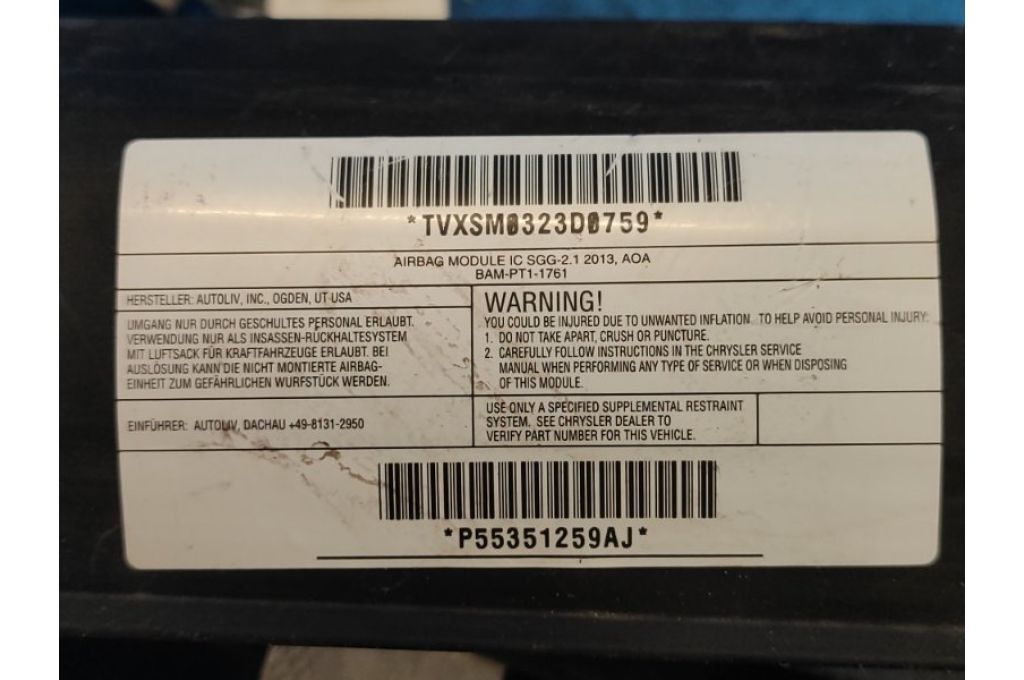 *TVXSM0323D0759*
AIRBAG MODULE IC SGG-2.1 2013, AOA
BAM-PT1-1761
HERSTELLER: AUTOLIV, INC., OGDEN, UT USA
UMGANG NUR DURCH GESCHULTES PERSONAL ERLAUBT.
VERWENDUNG NUR ALS INSASSEN-RÜCKHALTESYSTEM
MIT LUFTSACK FÜR KRAFTFAHRZEUGE ERLAUBT. BEI
AUSLÖSUNG KANN DIE NICHT MONTIERTE AIRBAG-
EINHEIT ZUM GEFÄHRLICHEN WURFSTÜCK WERDEN.
EINFÜHRER: AUTOLIV, DACHAU +49-8131-2950
WARNING!
YOU COULD BE INJURED DUE TO UNWANTED INFLATION. TO HELP AVOID PERSONAL INJURY:
1. DO NOT TAKE APART, CRUSH OR PUNCTURE.
2. CAREFULLY FOLLOW INSTRUCTIONS IN THE CHRYSLER SERVICE
MANUAL WHEN PERFORMING ANY TYPE OF SERVICE OR WHEN DISPOSING
OF THIS MODULE.
USE ONLY A SPECIFIED SUPPLEMENTAL RESTRAINT
SYSTEM. SEE CHRYSLER DEALER TO
VERIFY PART NUMBER FOR THIS VEHICLE.
*P55351259AJ*